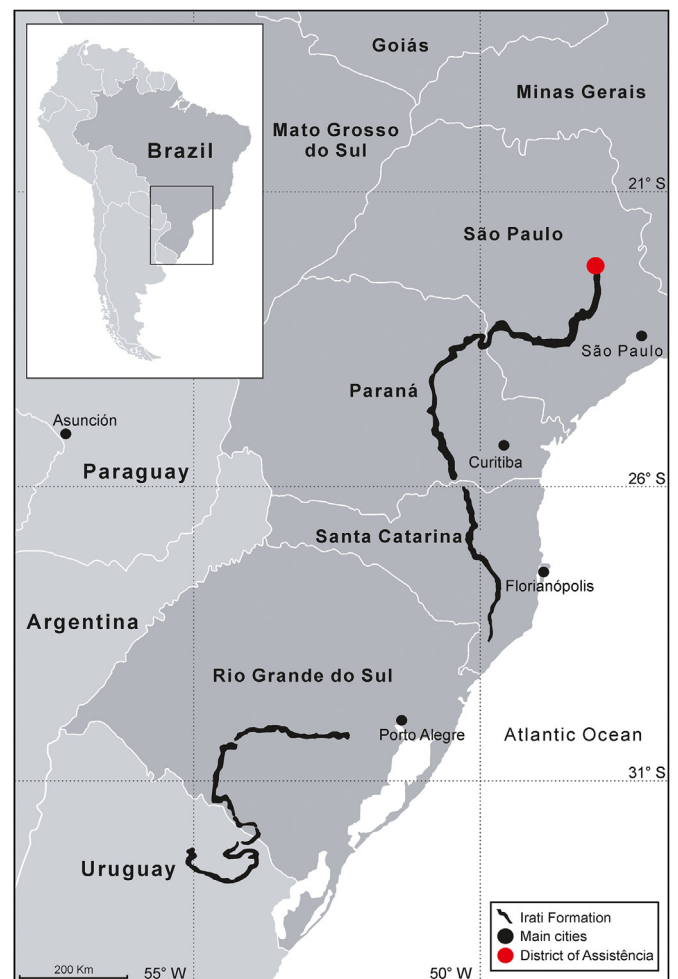 Goiás
Minas Gerais
Mato Grosso
do Sul
Brazil
21° S
São Paulo
São Paulo
Paraná
Asunción
Curitiba
Paraguay
26° S
Santa Catarina
Florianópolis
Argentina
Rio Grande do Sul
Porto Alegre
Atlantic Ocean
31° S
Uruguay
Irati Formation
Main cities
District of Assistência
200 Km
55° W
50° W